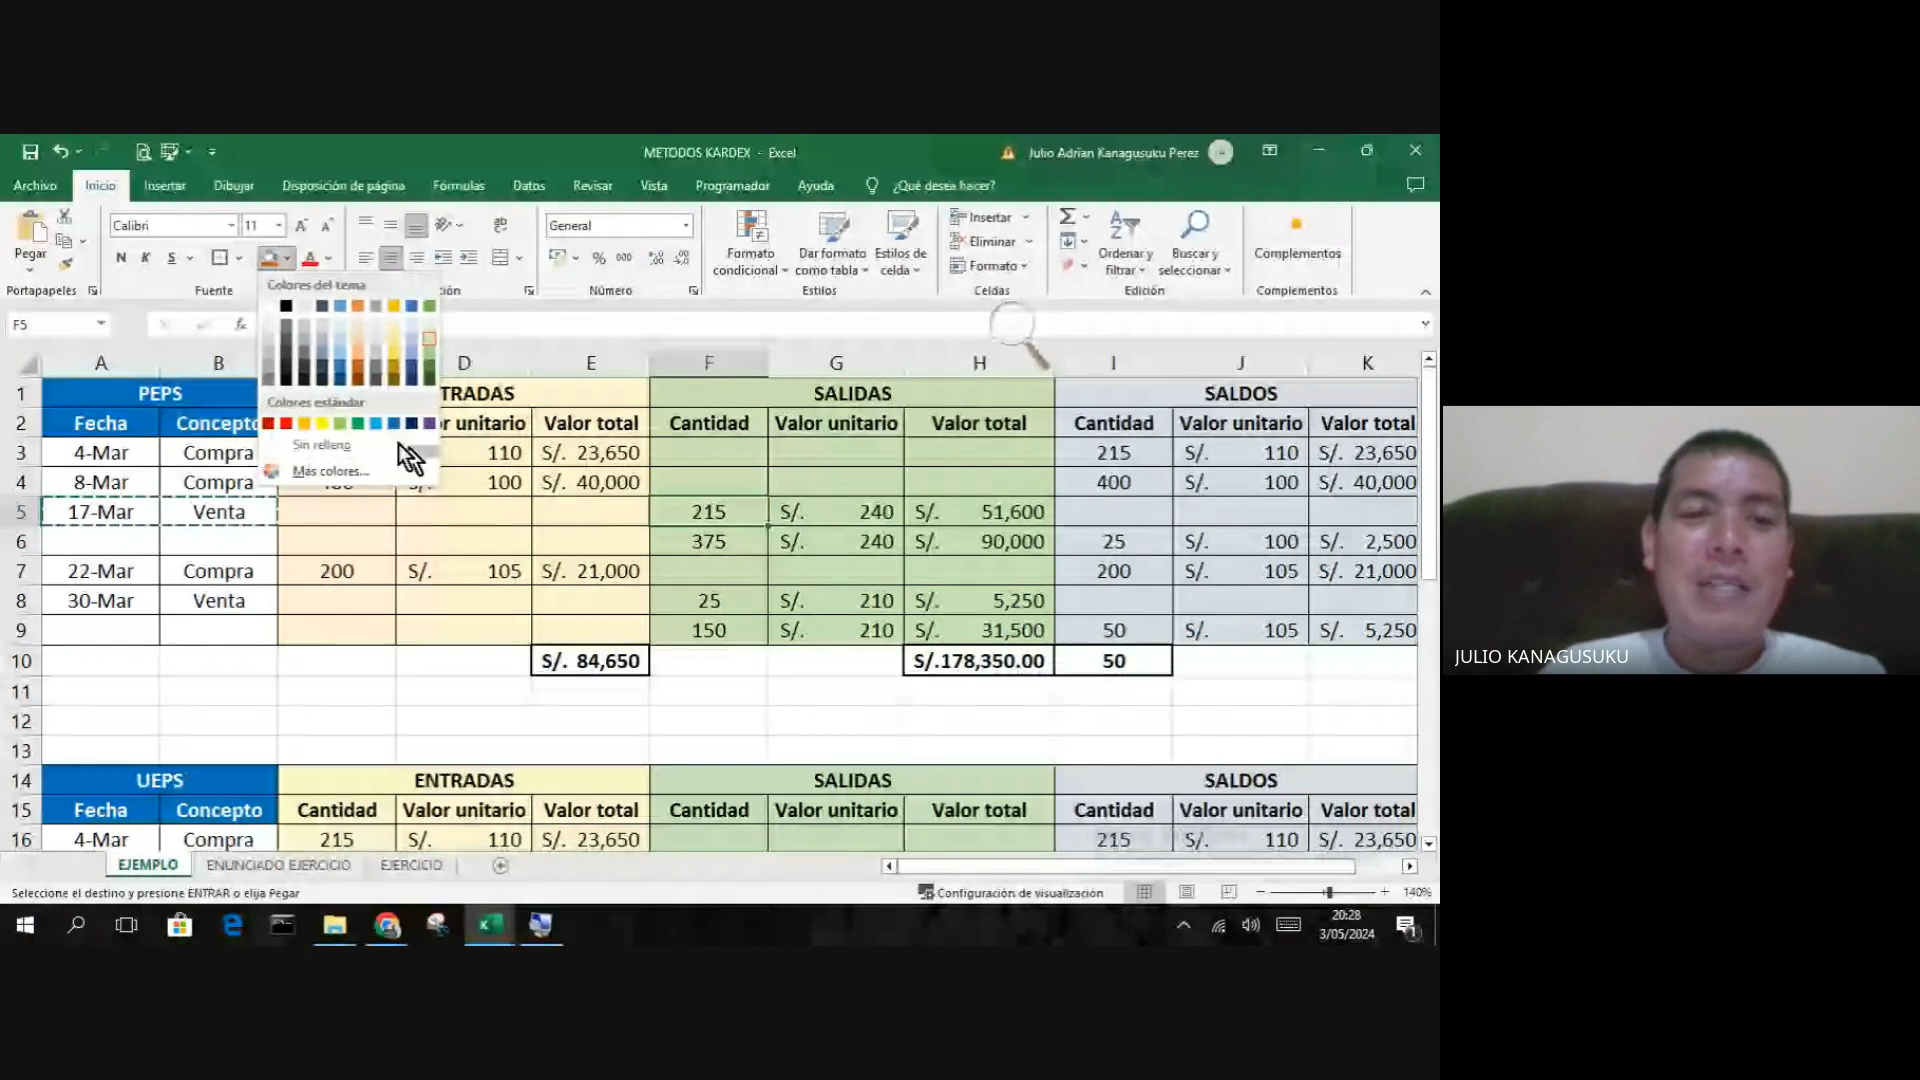 METODOS KARDEX - Excel
Julio Adrian Kanagusuku Perez
Archivo Inicio Insertar Dibujar Disposición de página Fórmulas Datos Revisar Vista Programador Ayuda ¿Qué desea hacer?
Pegar
Calibri 11
N K S
ab
General
% 000
Formato condicional
Dar formato como tabla
Estilos de celda
Insertar
Eliminar
Formato
Ordenar y filtrar
Buscar y seleccionar
Complementos
Portapapeles Fuente ción Número Estilos Celdas Edición Complementos
Colores del tema
Colores estándar
Sin relleno
Más colores...
F5 fx
A B D E F G H I J K
1 PEPS TRADAS SALIDAS SALDOS
2 Fecha Concepto r unitario Valor total Cantidad Valor unitario Valor total Cantidad Valor unitario Valor total
3 4-Mar Compra 110 S/. 23,650 215 S/. 110 S/. 23,650
4 8-Mar Compra 100 S/. 40,000 400 S/. 100 S/. 40,000
5 17-Mar Venta 215 S/. 240 S/. 51,600
6 375 S/. 240 S/. 90,000 25 S/. 100 S/. 2,500
7 22-Mar Compra 200 S/. 105 S/. 21,000 200 S/. 105 S/. 21,000
8 30-Mar Venta 25 S/. 210 S/. 5,250
9 150 S/. 210 S/. 31,500 50 S/. 105 S/. 5,250
10 S/. 84,650 S/.178,350.00 50
11
12
13
14 UEPS ENTRADAS SALIDAS SALDOS
15 Fecha Concepto Cantidad Valor unitario Valor total Cantidad Valor unitario Valor total Cantidad Valor unitario Valor total
16 4-Mar Compra 215 S/. 110 S/. 23,650 215 S/. 110 S/. 23,650
EJEMPLO ENUNCIADO EJERCICIO EJERCICIO
Seleccione el destino y presione ENTRAR o elija Pegar
Configuración de visualización
140%
20:28
3/05/2024
1
JULIO KANAGUSUKU